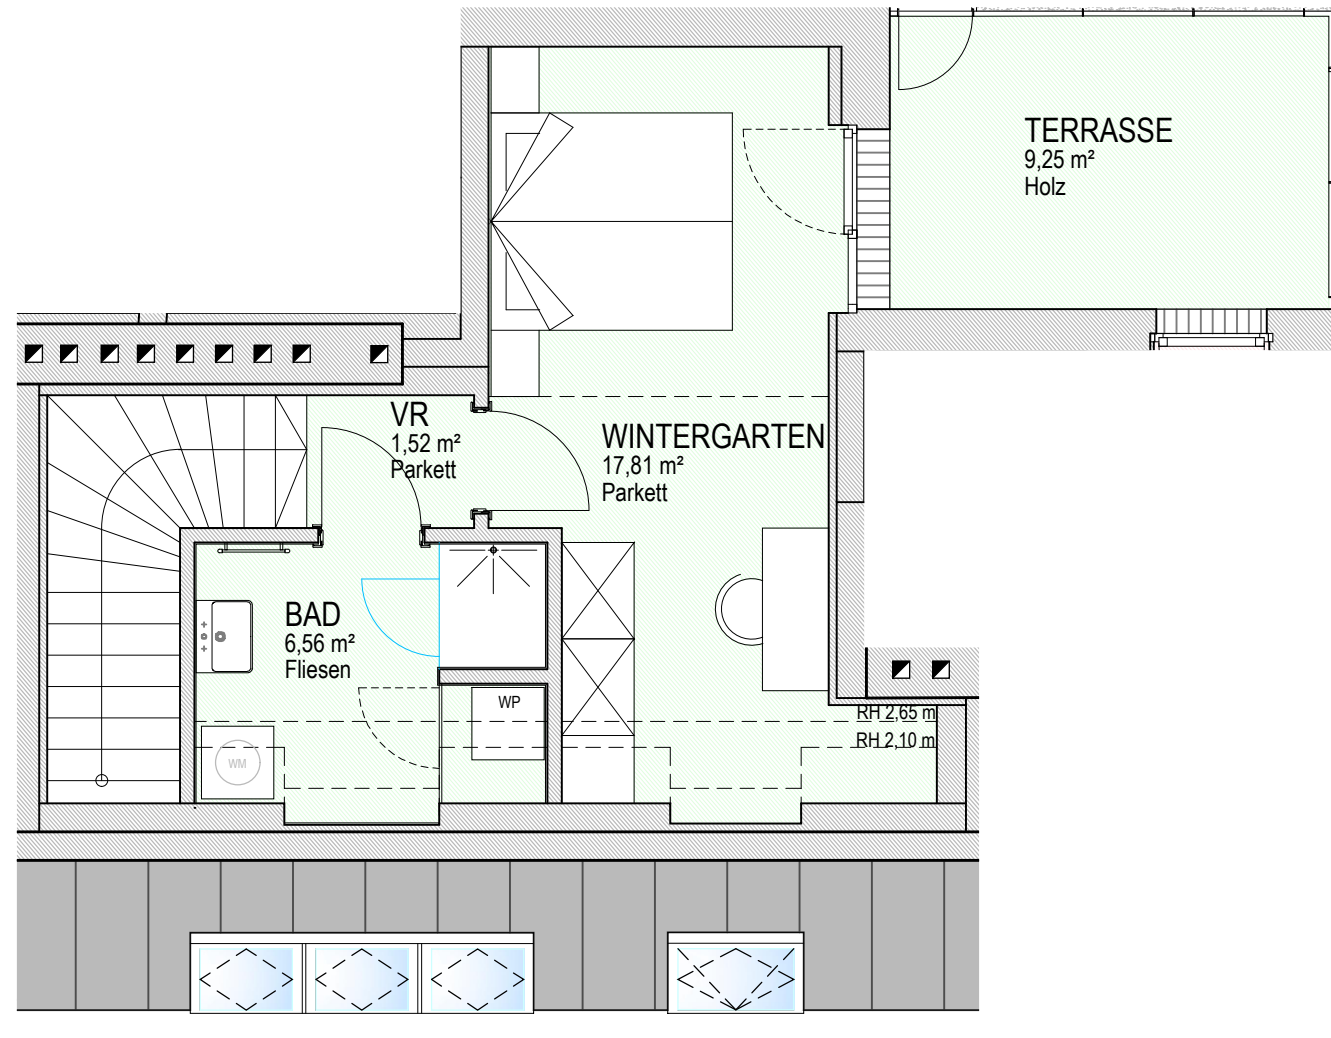 TERRASSE
9,25 m²
Holz
VR
1,52 m²
Parkett
WINTERGARTEN
17,81 m²
Parkett
BAD
6,56 m²
Fliesen
WP
RH 2,65 m
RH 2,10 m
WM